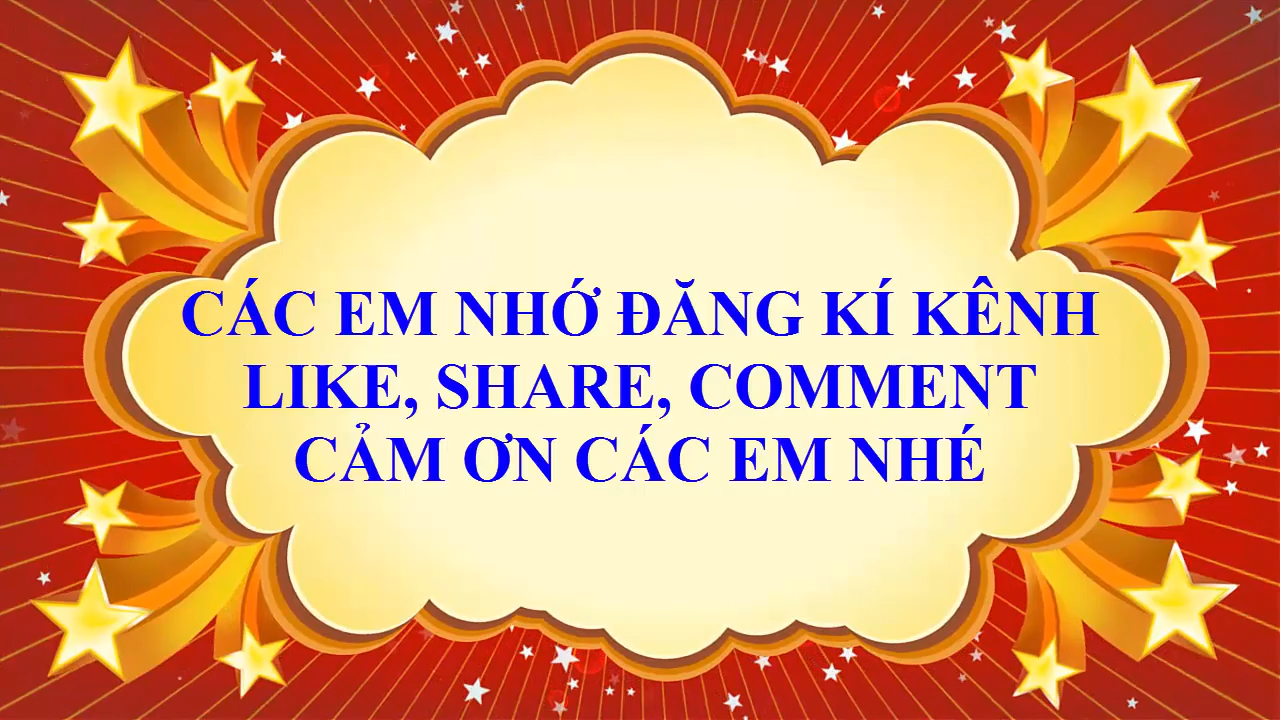 CÁC EM NHỚ ĐĂNG KÍ KÊNH
LIKE, SHARE, COMMENT
CẢM ƠN CÁC EM NHÉ